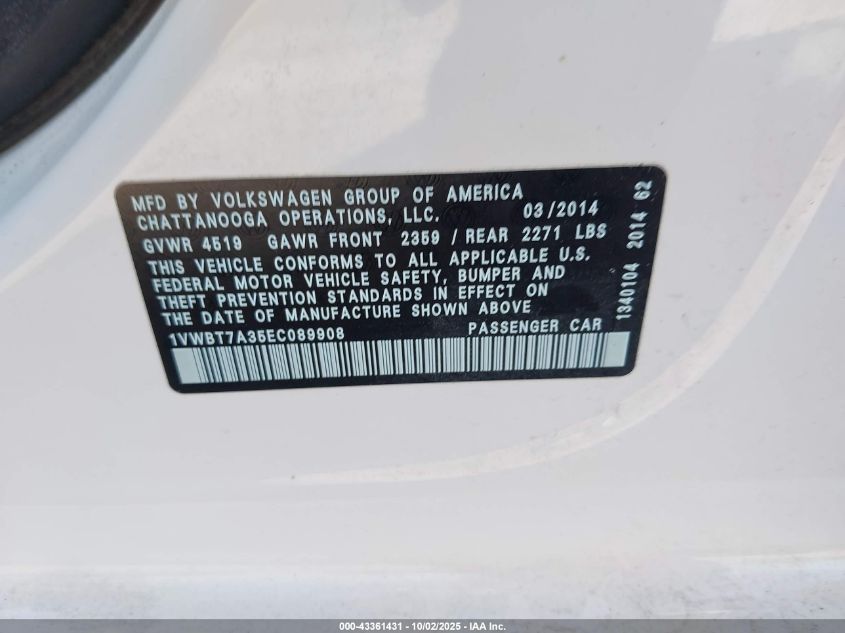 MFD BY VOLKSWAGEN GROUP OF AMERICA
CHATTANOOGA OPERATIONS, LLC. 03/2014
GVWR 4519 GAWR FRONT 2359 / REAR 2271 LBS
THIS VEHICLE CONFORMS TO ALL APPLICABLE U.S.
FEDERAL MOTOR VEHICLE SAFETY, BUMPER AND
THEFT PREVENTION STANDARDS IN EFFECT ON
THE DATE OF MANUFACTURE SHOWN ABOVE
1VWBT7A35EC089908 PASSENGER CAR
1340104 2014 62
000-43361431 - 10/02/2025 - IAA Inc.